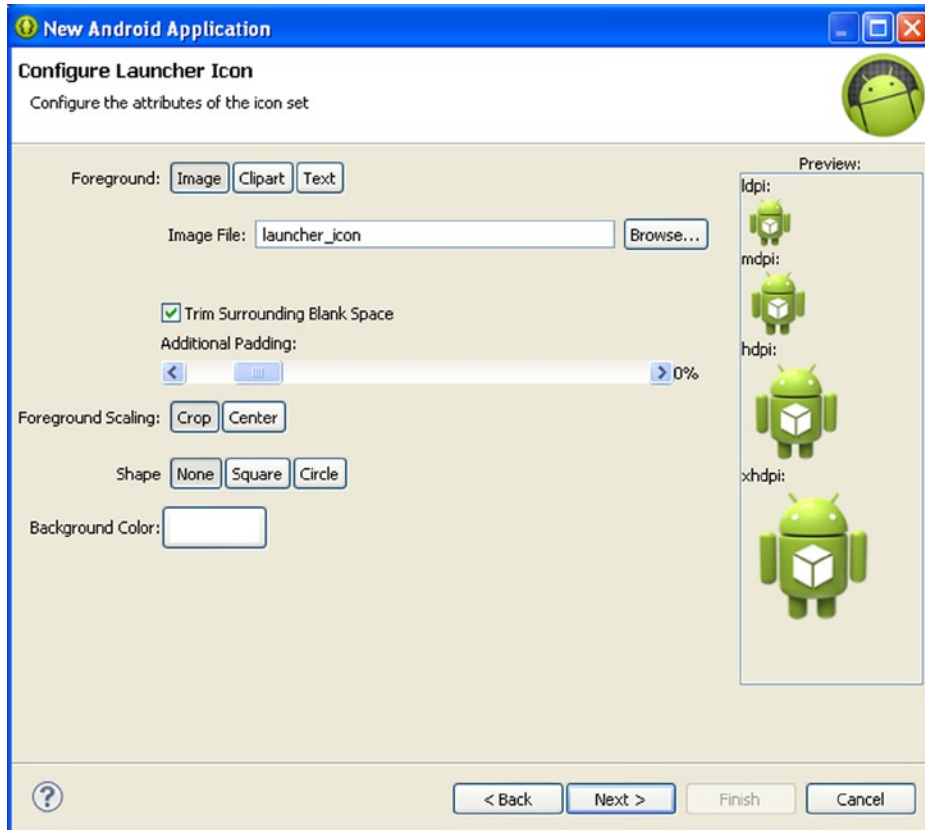 New Android Application
Configure Launcher Icon
Configure the attributes of the icon set
Foreground: Image Clipart Text
Image File: launcher_icon Browse...
Trim Surrounding Blank Space
Additional Padding:
0%
Foreground Scaling: Crop Center
Shape None Square Circle
Background Color:
Preview:
ldpi:
mdpi:
hdpi:
xhdpi:
? < Back Next > Finish Cancel